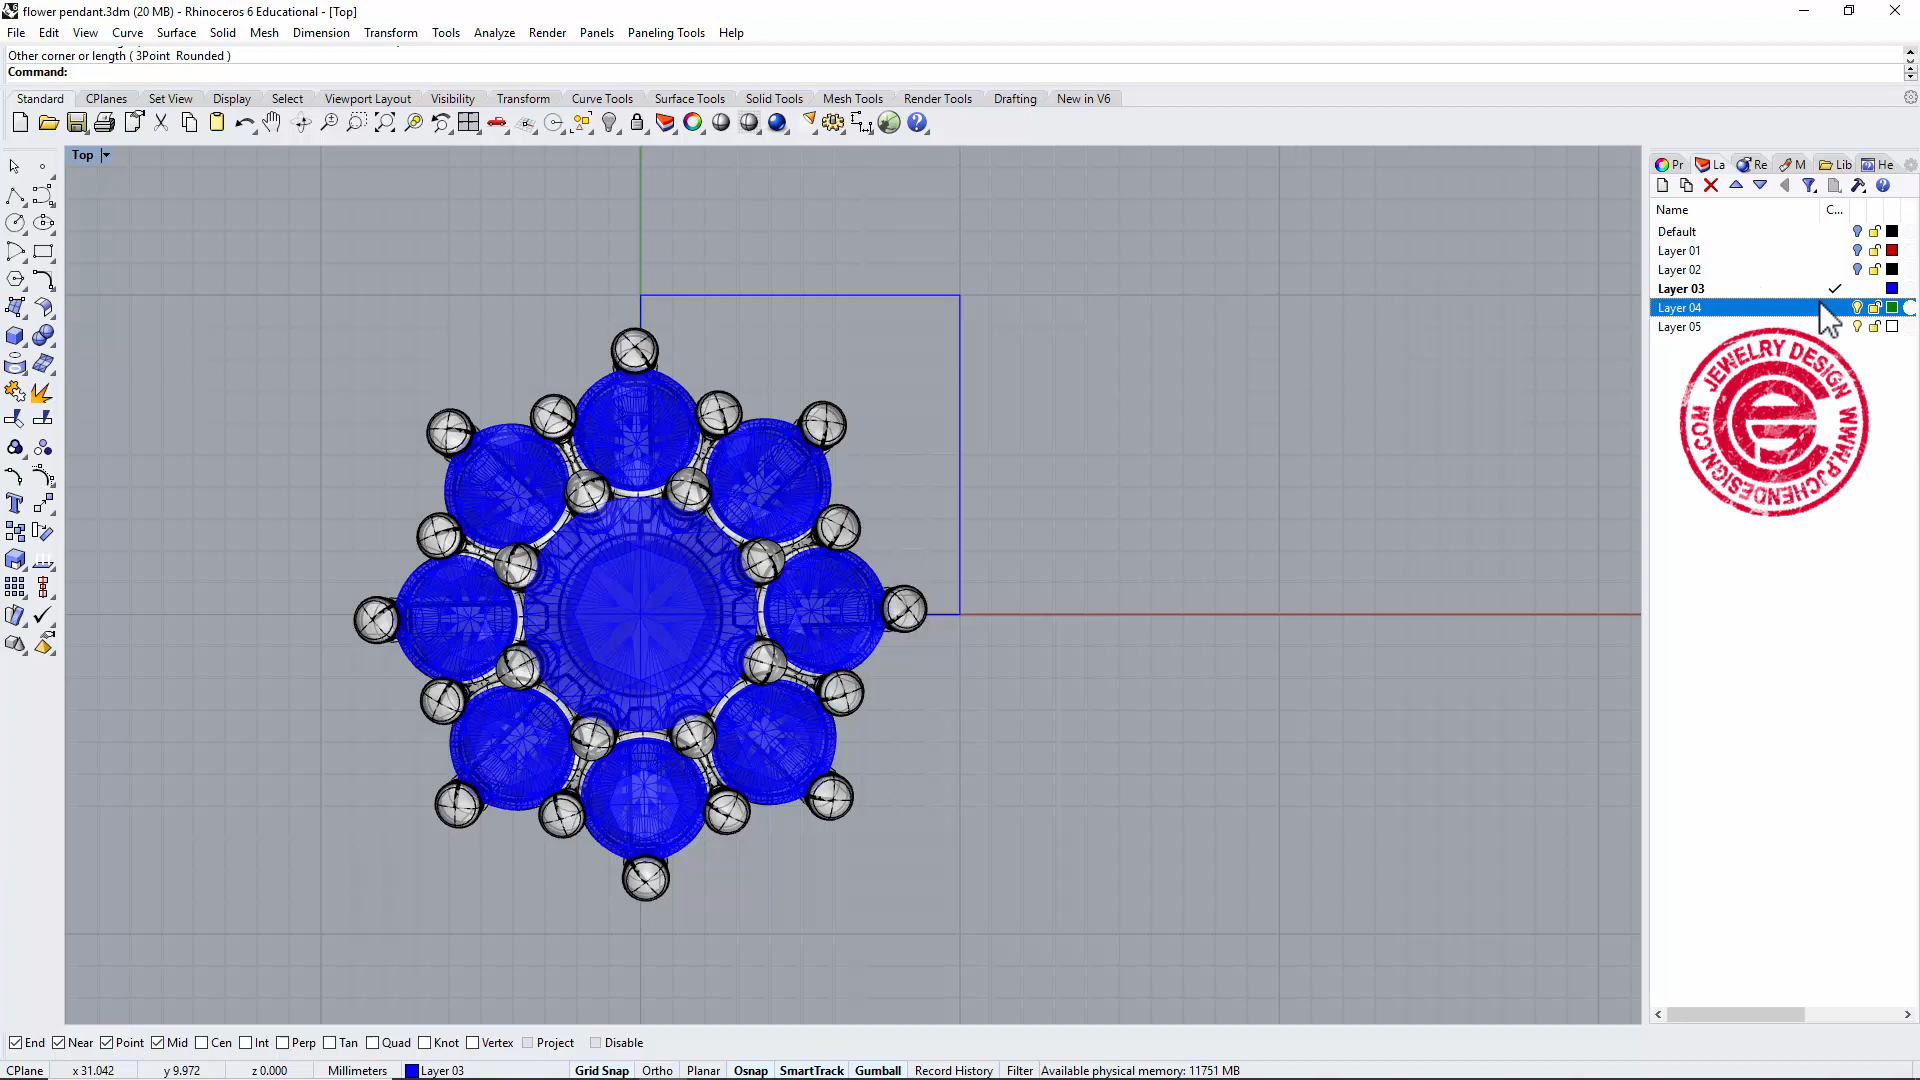 flower pendant.3dm (20 MB) - Rhinoceros 6 Educational - [Top]
File Edit View Curve Surface Solid Mesh Dimension Transform Tools Analyze Render Panels Paneling Tools Help
Other corner or length ( 3Point Rounded )
Command:
Standard CPlanes Set View Display Select Viewport Layout Visibility Transform Curve Tools Surface Tools Solid Tools Mesh Tools Render Tools Drafting New in V6
Top
Pr La Re M Lib He
Name C...
Default
Layer 01
Layer 02
Layer 03
Layer 04
Layer 05
JEWELRY DESIGN WWW.PJCHENDESIGN.COM
End Near Point Mid Cen Int Perp Tan Quad Knot Vertex Project Disable
CPlane x 31.042 y 9.972 z 0.000 Millimeters Layer 03 Grid Snap Ortho Planar Osnap SmartTrack Gumball Record History Filter Available physical memory: 11751 MB